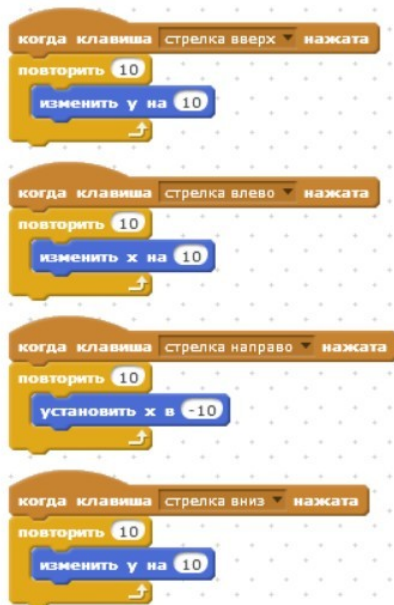 когда клавиша стрелка вверх нажата
повторить 10
изменить y на 10
когда клавиша стрелка влево нажата
повторить 10
изменить x на 10
когда клавиша стрелка направо нажата
повторить 10
установить x в -10
когда клавиша стрелка вниз нажата
повторить 10
изменить y на 10